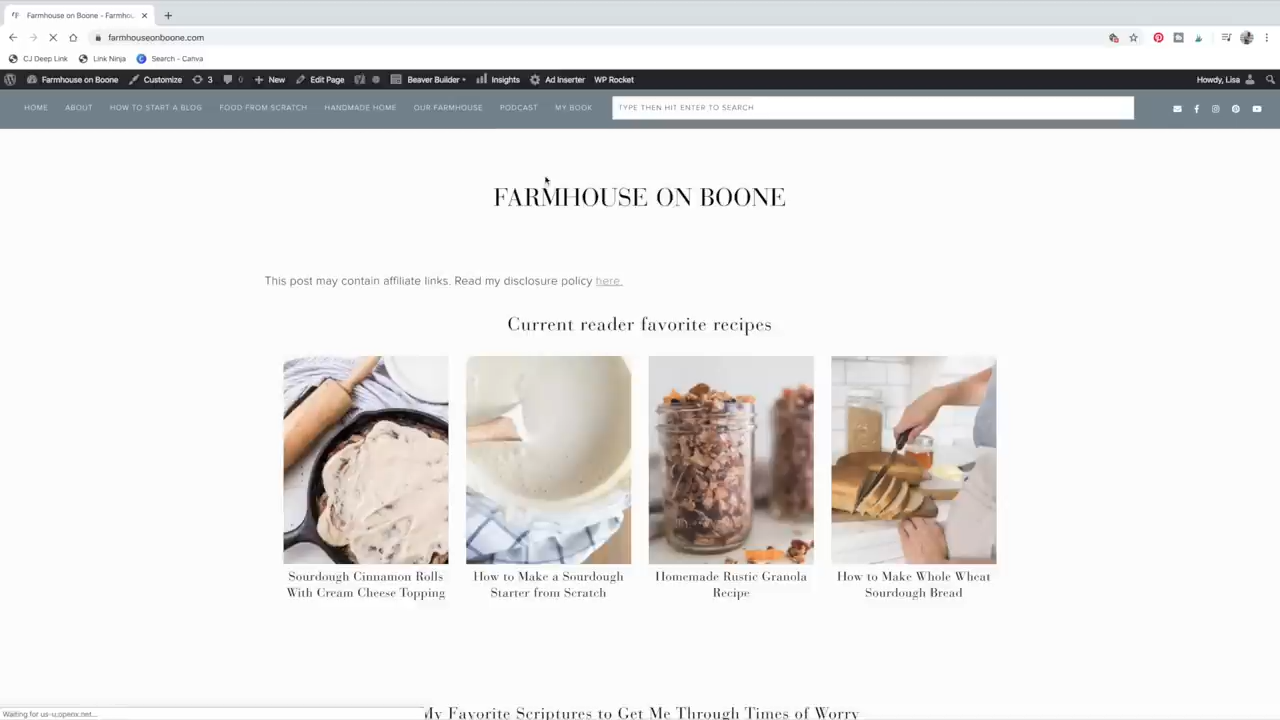 Farmhouse on Boone - Farmho...
farmhouseonboone.com
CJ Deep Link Link Ninja Search - Canva
Farmhouse on Boone Customize 3 0 New Edit Page Beaver Builder Insights Ad Inserter WP Rocket Howdy, Lisa
HOME ABOUT HOW TO START A BLOG FOOD FROM SCRATCH HANDMADE HOME OUR FARMHOUSE PODCAST MY BOOK TYPE THEN HIT ENTER TO SEARCH
FARMHOUSE ON BOONE
This post may contain affiliate links. Read my disclosure policy here.
Current reader favorite recipes
Sourdough Cinnamon Rolls
With Cream Cheese Topping
How to Make a Sourdough
Starter from Scratch
Homemade Rustic Granola
Recipe
How to Make Whole Wheat
Sourdough Bread
My Favorite Scriptures to Get Me Through Times of Worry
Waiting for us-u.openx.net...